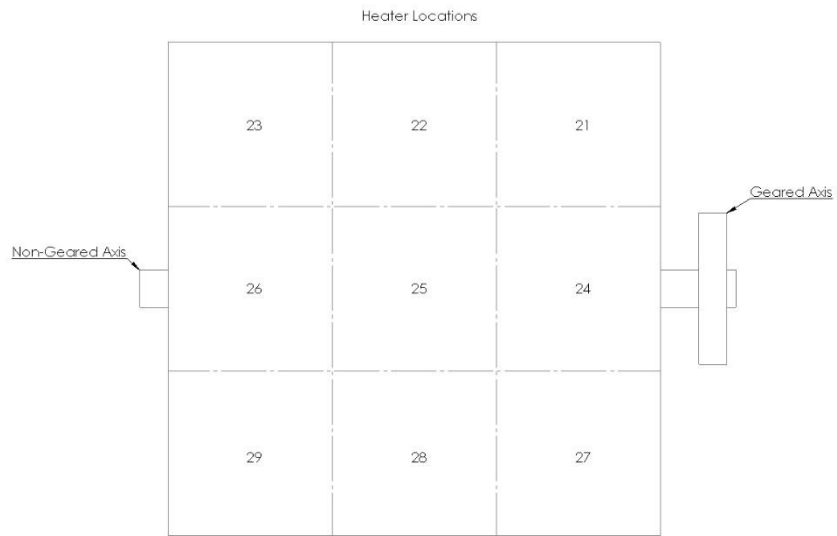 Heater Locations
23 22 21
Geared Axis
Non-Geared Axis
26 25 24
29 28 27